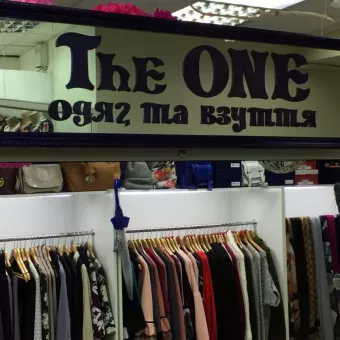 The ONE
одяг та взуття